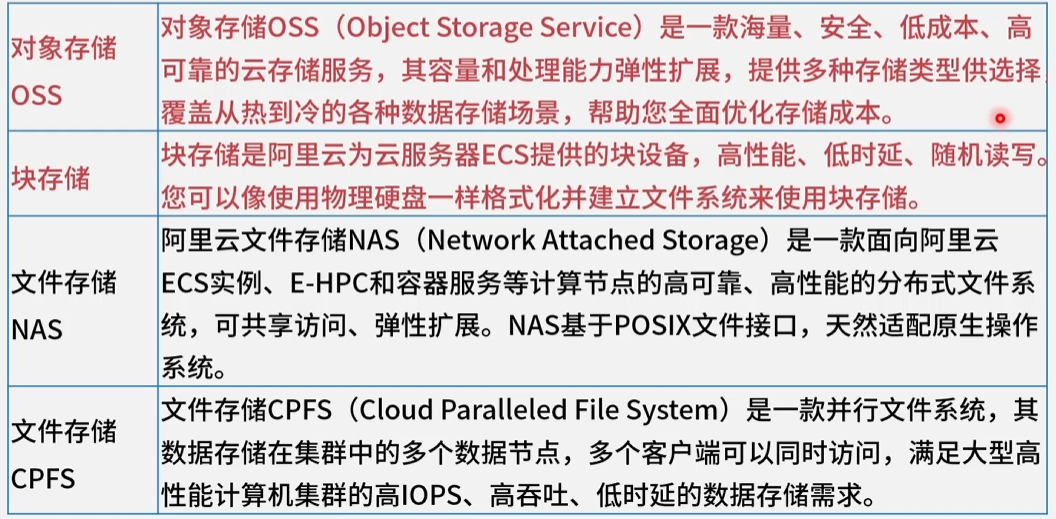 对象存储
OSS
对象存储OSS（Object Storage Service）是一款海量、安全、低成本、高
可靠的云存储服务，其容量和处理能力弹性扩展，提供多种存储类型供选择，
覆盖从热到冷的各种数据存储场景，帮助您全面优化存储成本。
块存储
块存储是阿里云为云服务器ECS提供的块设备，高性能、低时延、随机读写。
您可以像使用物理硬盘一样格式化并建立文件系统来使用块存储。
文件存储
NAS
阿里云文件存储NAS（Network Attached Storage）是一款面向阿里云
ECS实例、E-HPC和容器服务等计算节点的高可靠、高性能的分布式文件系
统，可共享访问、弹性扩展。NAS基于POSIX文件接口，天然适配原生操作
系统。
文件存储
CPFS
文件存储CPFS（Cloud Paralleled File System）是一款并行文件系统，其
数据存储在集群中的多个数据节点，多个客户端可以同时访问，满足大型高
性能计算机集群的高IOPS、高吞吐、低时延的数据存储需求。